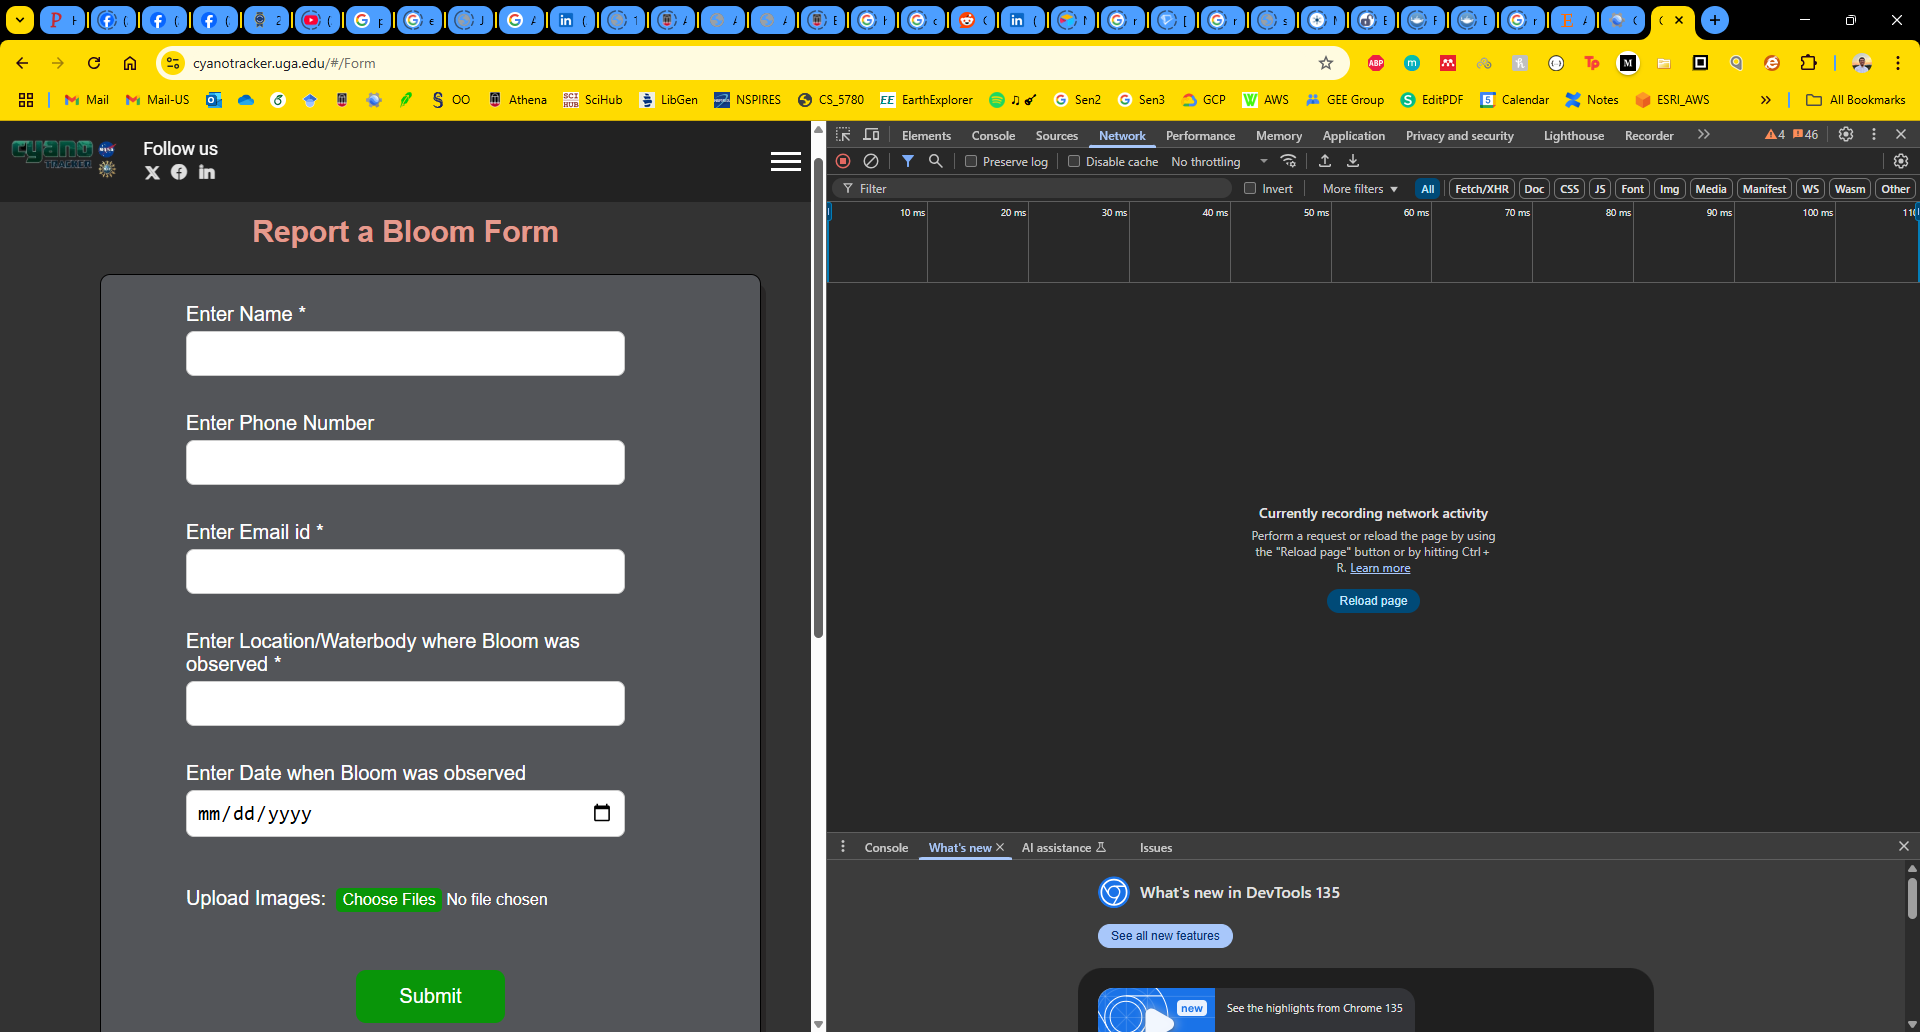 cyanotracker.uga.edu/#/Form
Mail
Mail-US
OO
Athena
SciHub
LibGen
NSPIRES
CS_5780
EE EarthExplorer
Sen2
Sen3
GCP
AWS
GEE Group
EditPDF
Calendar
Notes
ESRI_AWS
All Bookmarks
cyano
TRACKER
Follow us
Report a Bloom Form
Enter Name *
Enter Phone Number
Enter Email id *
Enter Location/Waterbody where Bloom was
observed *
Enter Date when Bloom was observed
mm/dd/yyyy
Upload Images: Choose Files No file chosen
Submit
Elements Console Sources Network Performance Memory Application Privacy and security Lighthouse Recorder 4 46
Preserve log Disable cache No throttling
Filter Invert More filters All Fetch/XHR Doc CSS JS Font Img Media Manifest WS Wasm Other
10 ms 20 ms 30 ms 40 ms 50 ms 60 ms 70 ms 80 ms 90 ms 100 ms
Currently recording network activity
Perform a request or reload the page by using
the "Reload page" button or by hitting Ctrl+
R. Learn more
Reload page
Console What's new AI assistance Issues
What's new in DevTools 135
See all new features
new
See the highlights from Chrome 135